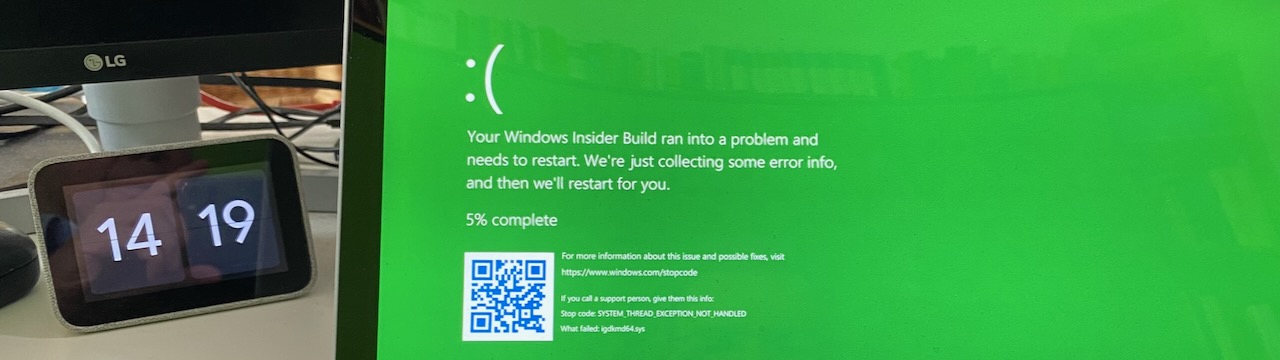 LG
14 19
:(
Your Windows Insider Build ran into a problem and
needs to restart. We're just collecting some error info,
and then we'll restart for you.
5% complete
For more information about this issue and possible fixes, visit
https://www.windows.com/stopcode
If you call a support person, give them this info:
Stop code: SYSTEM_THREAD_EXCEPTION_NOT_HANDLED
What failed: igdkmd64.sys